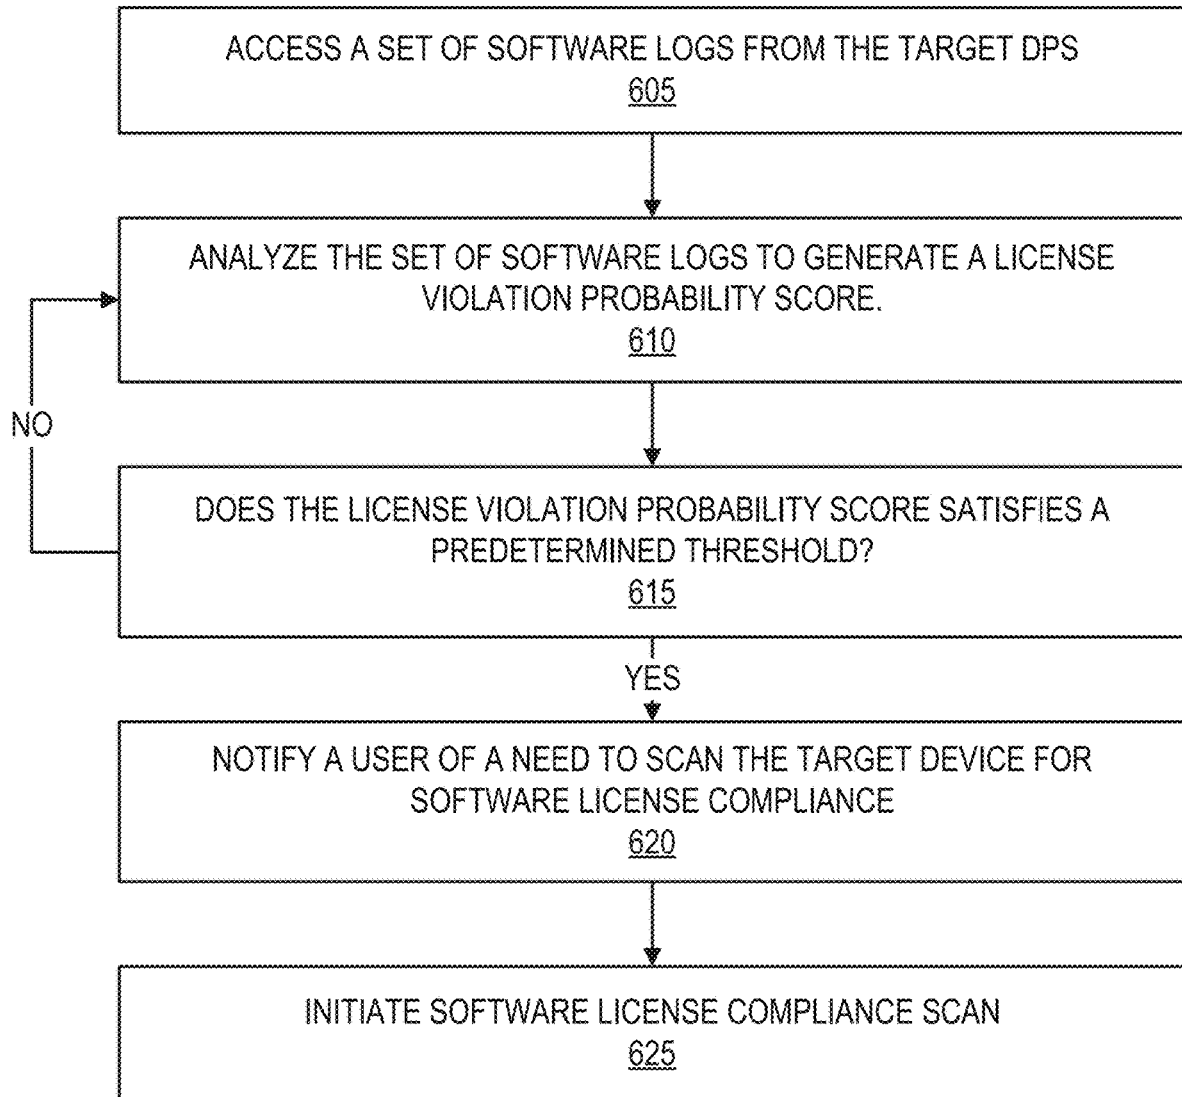 ACCESS A SET OF SOFTWARE LOGS FROM THE TARGET DPS
605
ANALYZE THE SET OF SOFTWARE LOGS TO GENERATE A LICENSE
VIOLATION PROBABILITY SCORE.
610
NO
DOES THE LICENSE VIOLATION PROBABILITY SCORE SATISFIES A
PREDETERMINED THRESHOLD?
615
YES
NOTIFY A USER OF A NEED TO SCAN THE TARGET DEVICE FOR
SOFTWARE LICENSE COMPLIANCE
620
INITIATE SOFTWARE LICENSE COMPLIANCE SCAN
625